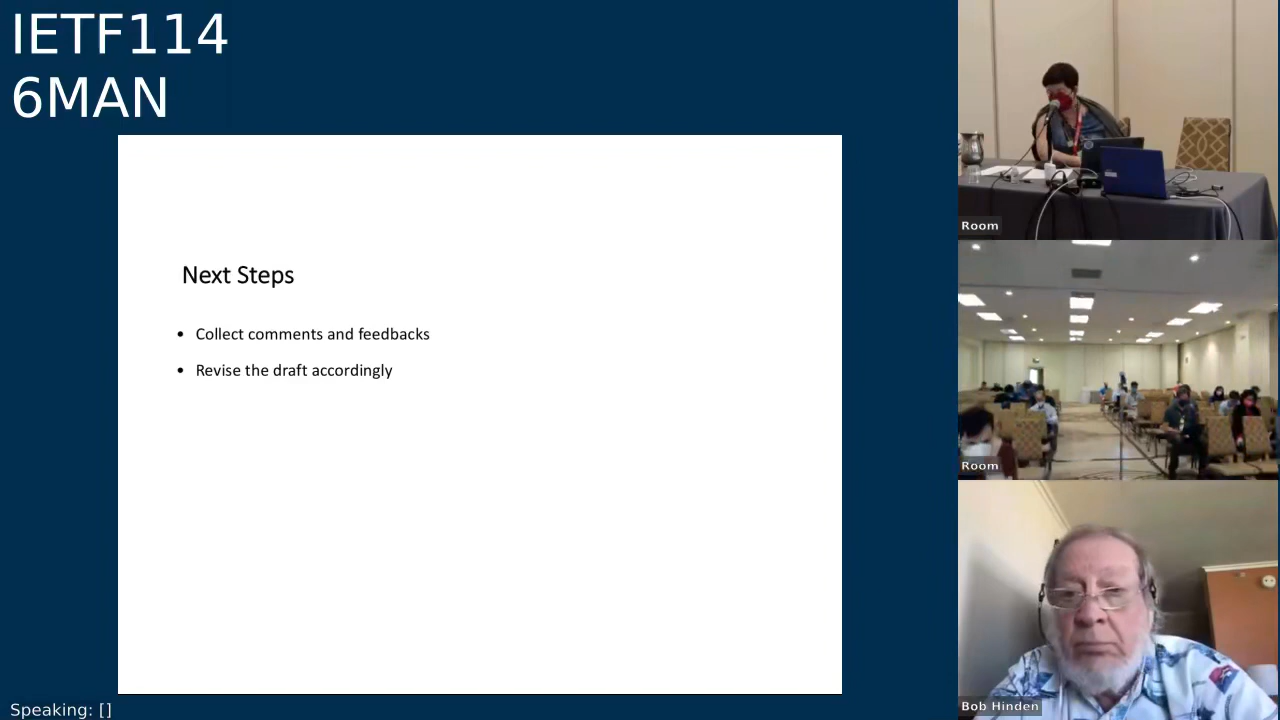 IETF114
6MAN
Next Steps
• Collect comments and feedbacks
• Revise the draft accordingly
Room
Room
Bob Hinden
Speaking: []